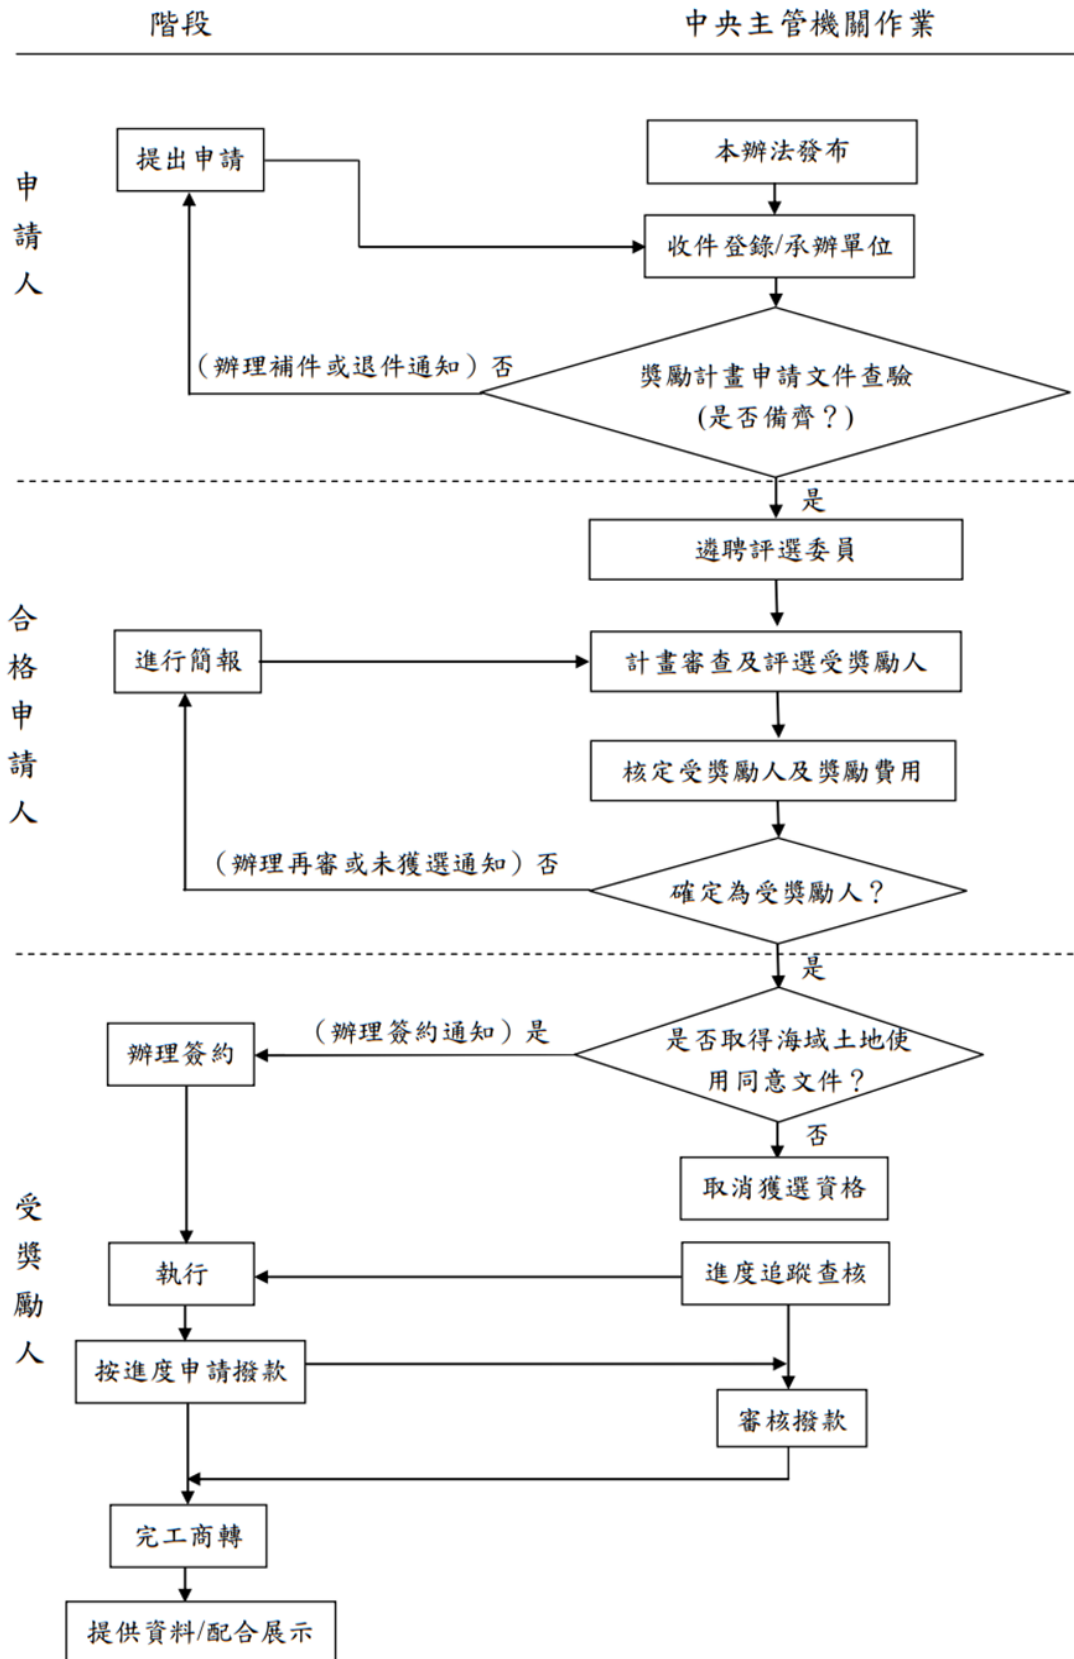 階段
中央主管機關作業
申請人
提出申請
本辦法發布
收件登錄/承辦單位
(辦理補件或退件通知)否
獎勵計畫申請文件查驗
(是否備齊?)
是
合格申請人
遴聘評選委員
進行簡報
計畫審查及評選受獎勵人
核定受獎勵人及獎勵費用
(辦理再審或未獲選通知)否
確定為受獎勵人?
是
受獎勵人
辦理簽約
(辦理簽約通知)是
是否取得海域土地使
用同意文件?
否
取消獲選資格
執行
進度追蹤查核
按進度申請撥款
審核撥款
完工商轉
提供資料/配合展示